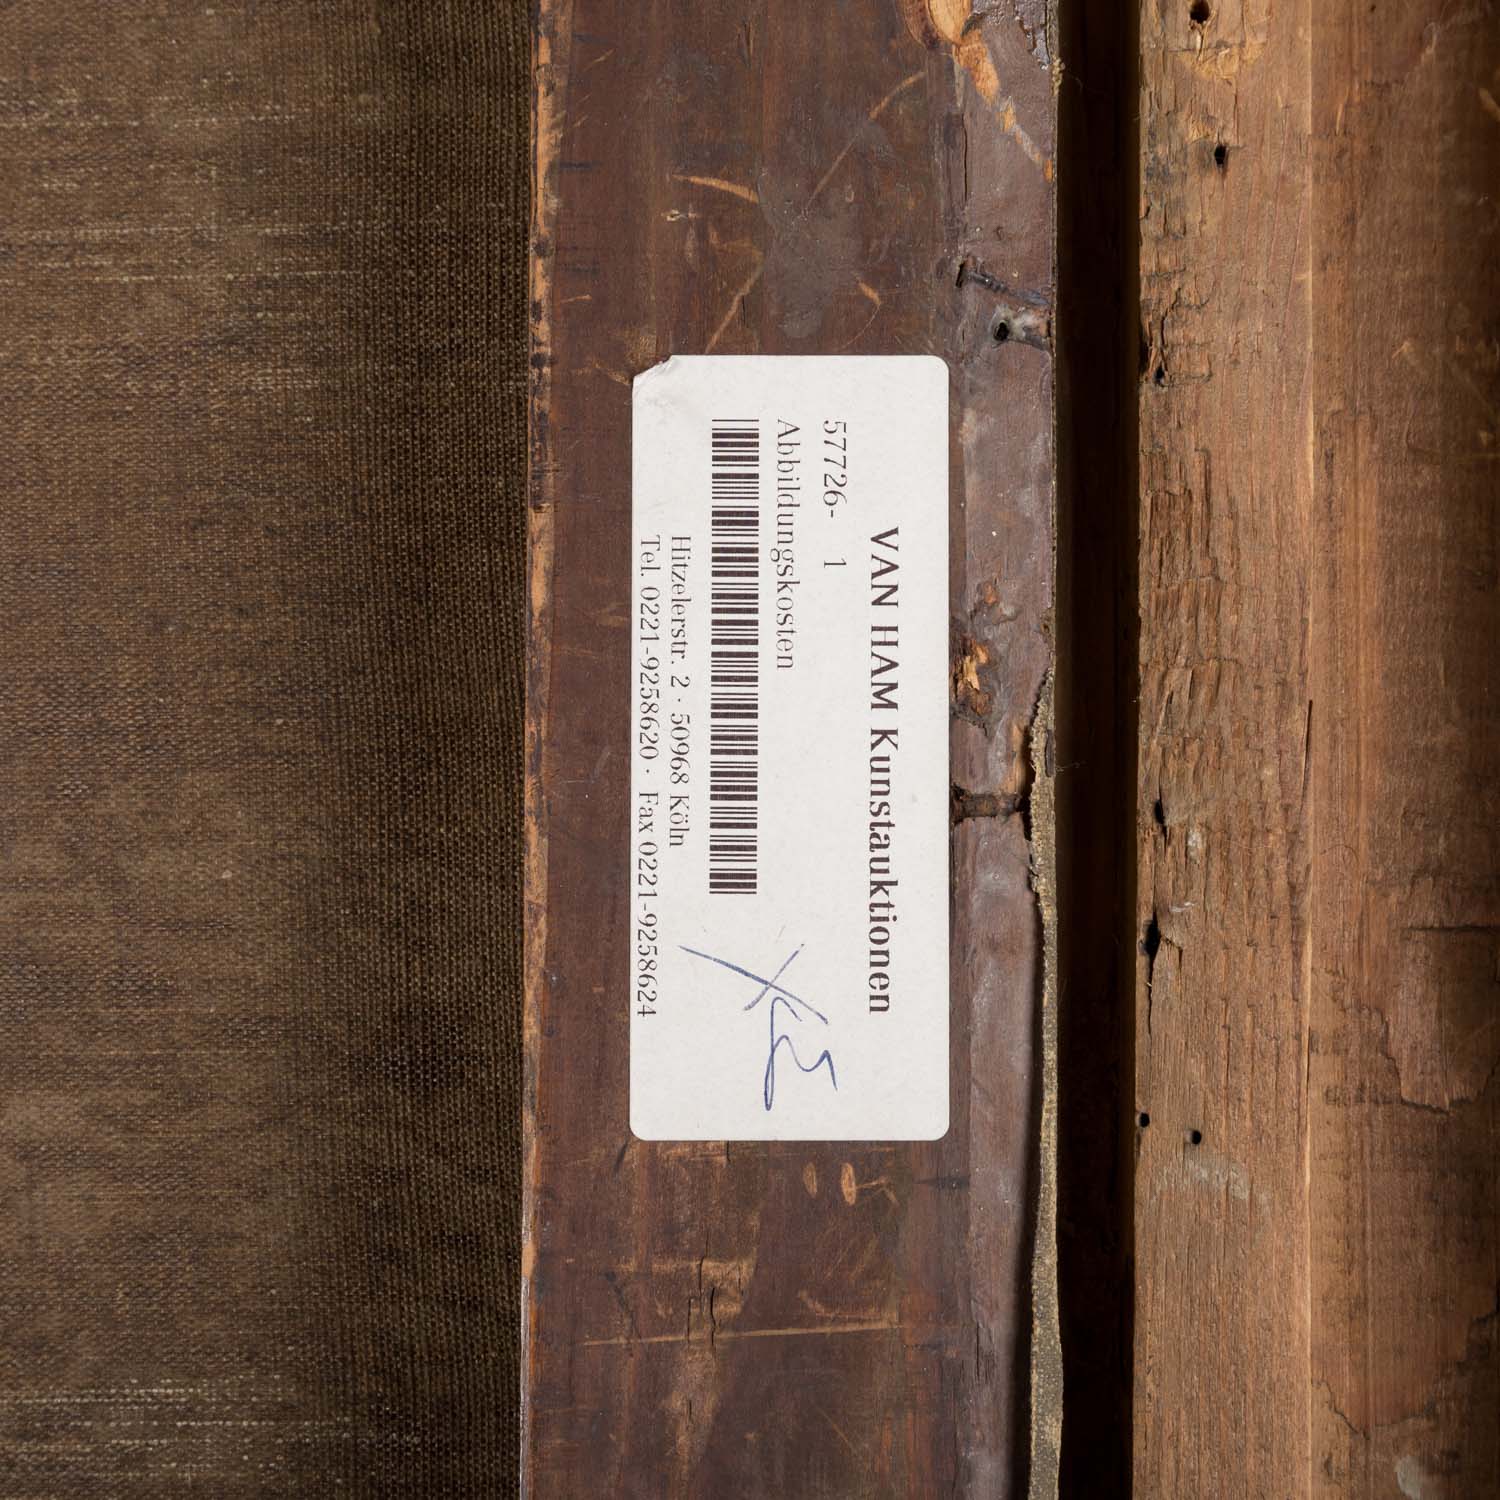 VAN HAM Kunstauktionen
57726- 1
Abbildungskosten
Hitzelerstr. 2 · 50968 Köln
Tel. 0221-9258620 · Fax 0221-9258624